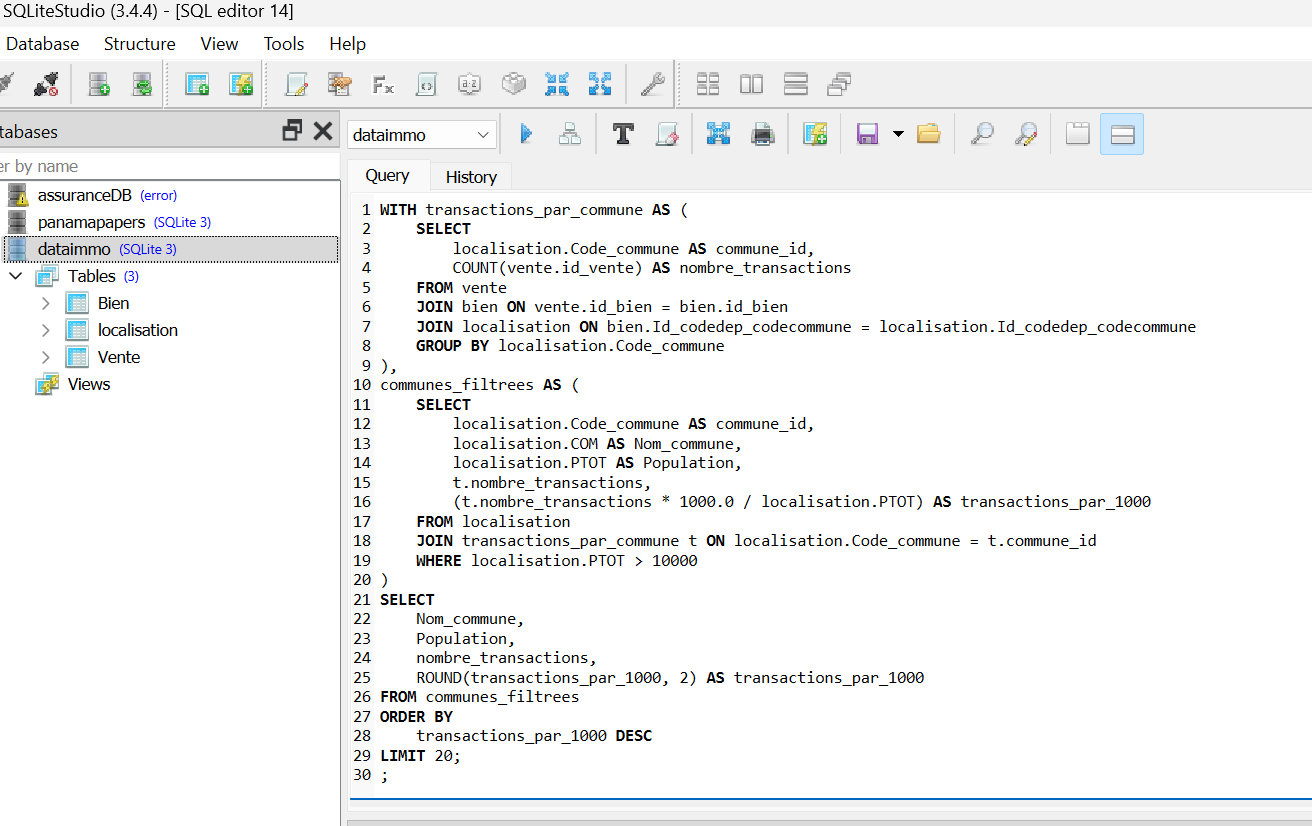 SQLiteStudio (3.4.4) - [SQL editor 14]
Database Structure View Tools Help
tabases
dataimmo
er by name
Query History
assuranceDB (error)
panamapapers (SQLite 3)
dataimmo (SQLite 3)
Tables (3)
Bien
localisation
Vente
Views
1 WITH transactions_par_commune AS (
2 SELECT
3 localisation.Code_commune AS commune_id,
4 COUNT(vente.id_vente) AS nombre_transactions
5 FROM vente
6 JOIN bien ON vente.id_bien = bien.id_bien
7 JOIN localisation ON bien.Id_codedep_codecommune = localisation.Id_codedep_codecommune
8 GROUP BY localisation.Code_commune
9 ),
10 communes_filtrees AS (
11 SELECT
12 localisation.Code_commune AS commune_id,
13 localisation.COM AS Nom_commune,
14 localisation.PTOT AS Population,
15 t.nombre_transactions,
16 (t.nombre_transactions * 1000.0 / localisation.PTOT) AS transactions_par_1000
17 FROM localisation
18 JOIN transactions_par_commune t ON localisation.Code_commune = t.commune_id
19 WHERE localisation.PTOT > 10000
20 )
21 SELECT
22 Nom_commune,
23 Population,
24 nombre_transactions,
25 ROUND(transactions_par_1000, 2) AS transactions_par_1000
26 FROM communes_filtrees
27 ORDER BY
28 transactions_par_1000 DESC
29 LIMIT 20;
30 ;